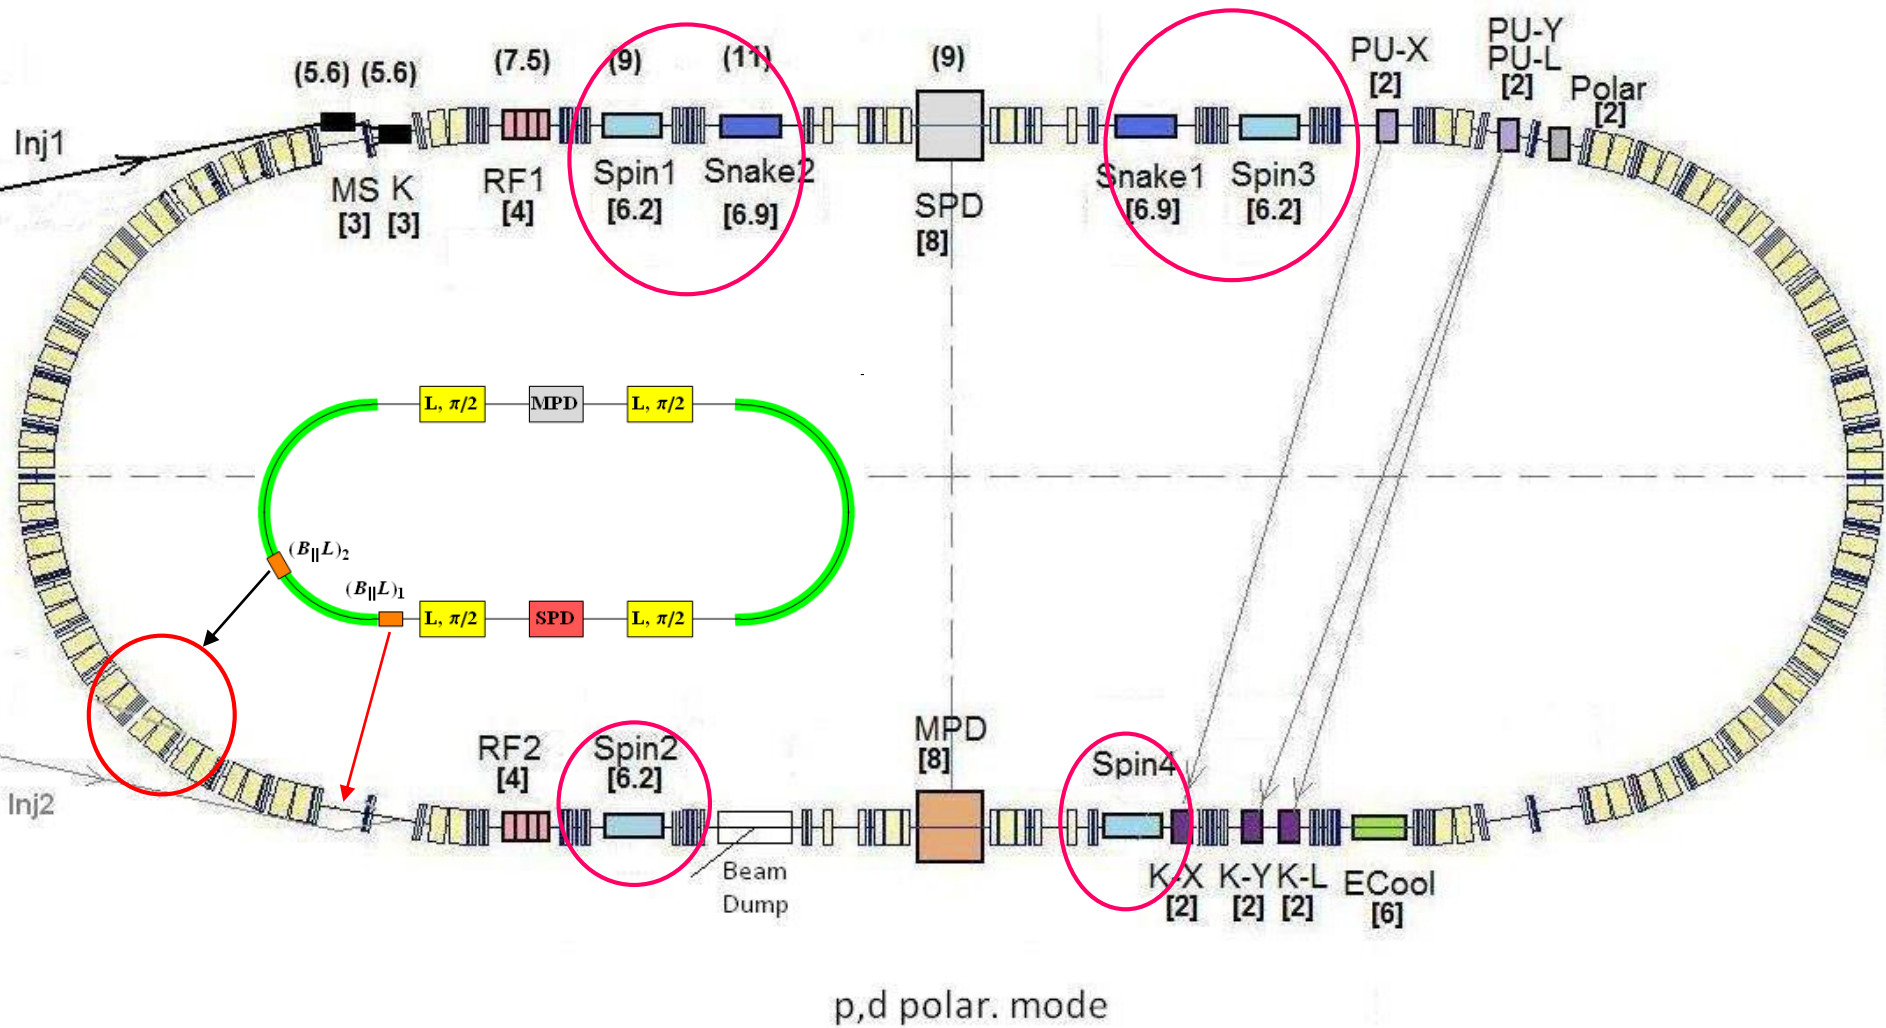 (5.6) (5.6)
(7.5)
(9)
(11)
(9)
PU-X
[2]
PU-Y
PU-L
[2]
Polar
[2]
Inj1
MS K
[3] [3]
RF1
[4]
Spin1
[6.2]
Snake2
[6.9]
SPD
[8]
Snake1
[6.9]
Spin3
[6.2]
L, π/2
MPD
L, π/2
(B||L)2
(B||L)1
L, π/2
SPD
L, π/2
Inj2
RF2
[4]
Spin2
[6.2]
MPD
[8]
Spin4
Beam
Dump
K-X
[2]
K-Y
[2]
K-L
[2]
ECool
[6]
p,d polar. mode